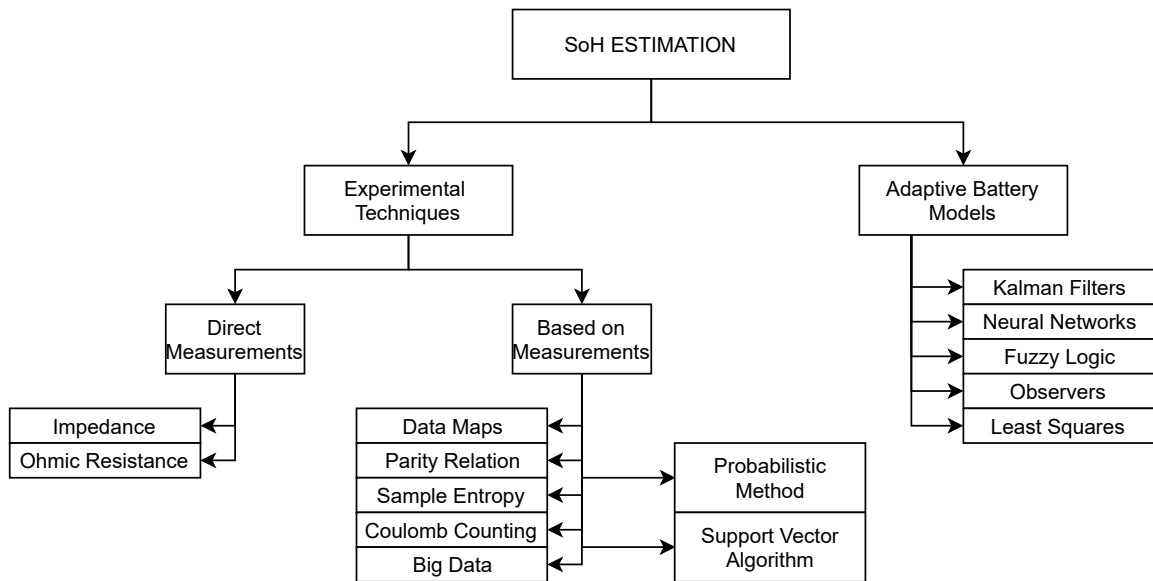 SoH ESTIMATION
Experimental
Techniques
Adaptive Battery
Models
Direct
Measurements
Based on
Measurements
Kalman Filters
Neural Networks
Fuzzy Logic
Observers
Least Squares
Impedance
Ohmic Resistance
Data Maps
Parity Relation
Sample Entropy
Coulomb Counting
Big Data
Probabilistic
Method
Support Vector
Algorithm